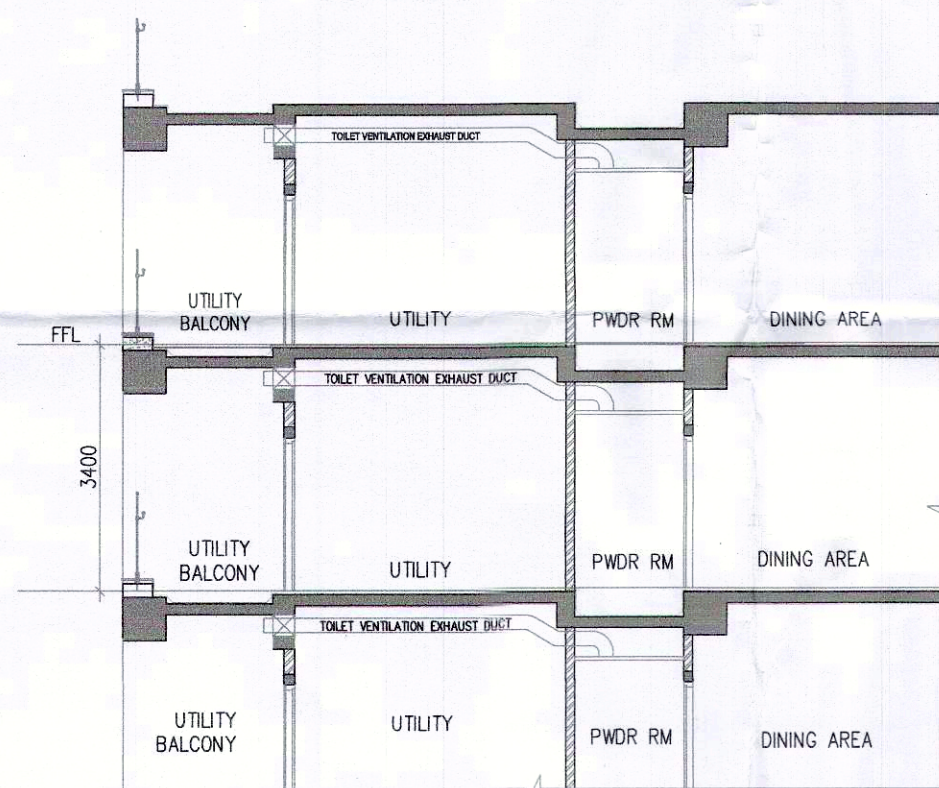 TOILET VENTILATION EXHAUST DUCT
UTILITY
BALCONY
UTILITY
PWDR RM
DINING AREA
FFL
TOILET VENTILATION EXHAUST DUCT
3400
UTILITY
BALCONY
UTILITY
PWDR RM
DINING AREA
TOILET VENTILATION EXHAUST DUCT
UTILITY
BALCONY
UTILITY
PWDR RM
DINING AREA